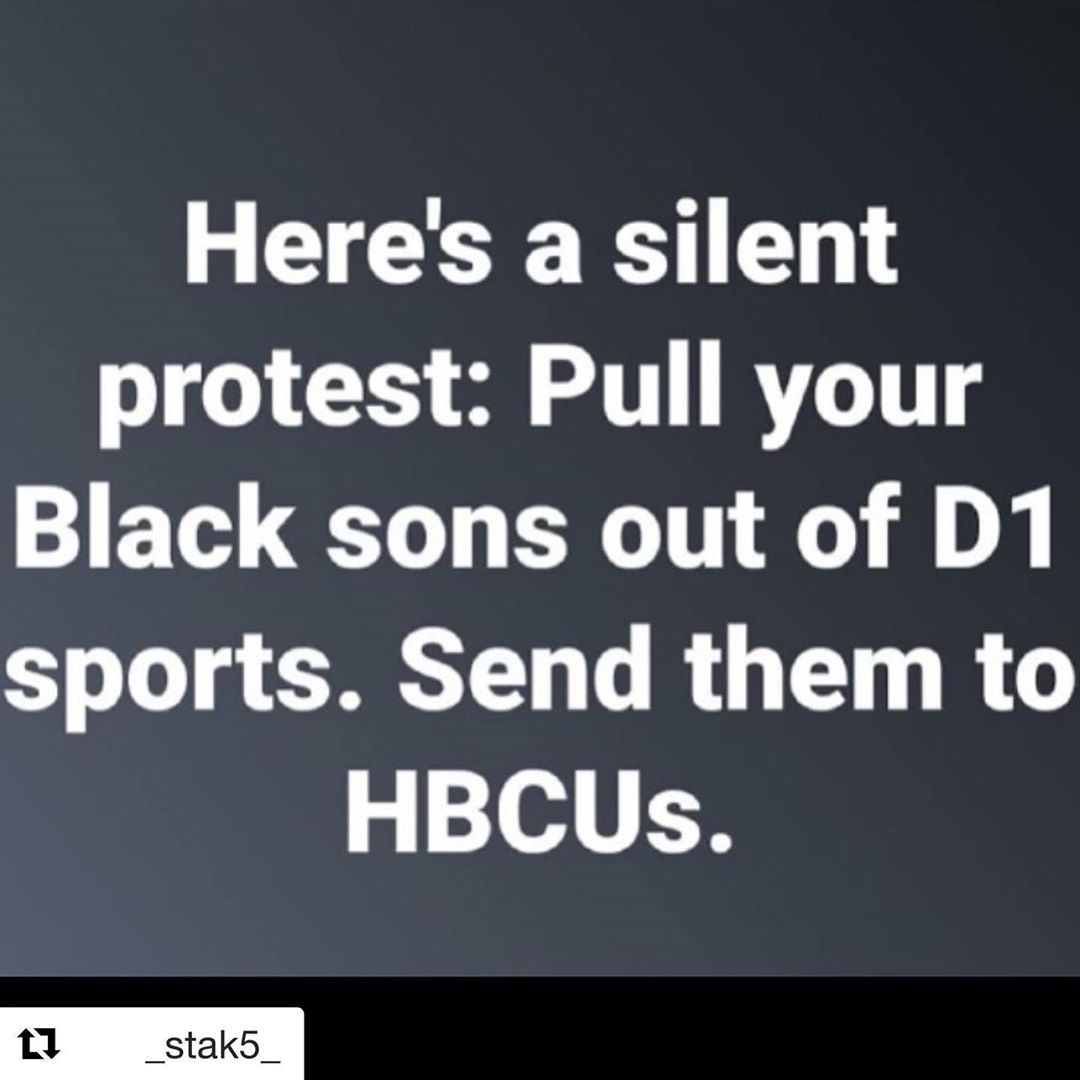 Here's a silent
protest: Pull your
Black sons out of D1
sports. Send them to
HBCUs.
_stak5_